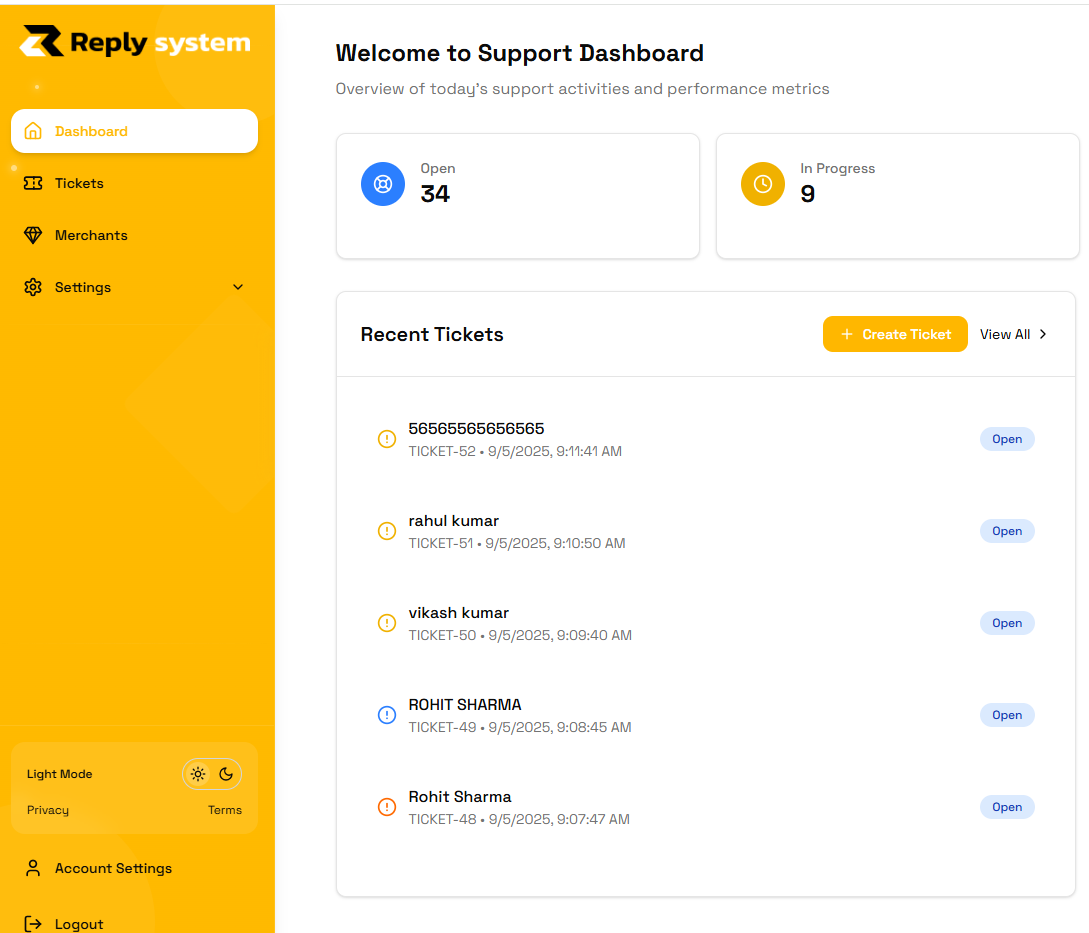 Reply system
Dashboard
Tickets
Merchants
Settings
Light Mode
Privacy
Terms
Account Settings
Logout
Welcome to Support Dashboard
Overview of today's support activities and performance metrics
Open
34
In Progress
9
Recent Tickets
+ Create Ticket
View All
56565565656565
TICKET-52 • 9/5/2025, 9:11:41 AM
Open
rahul kumar
TICKET-51 • 9/5/2025, 9:10:50 AM
Open
vikash kumar
TICKET-50 • 9/5/2025, 9:09:40 AM
Open
ROHIT SHARMA
TICKET-49 • 9/5/2025, 9:08:45 AM
Open
Rohit Sharma
TICKET-48 • 9/5/2025, 9:07:47 AM
Open